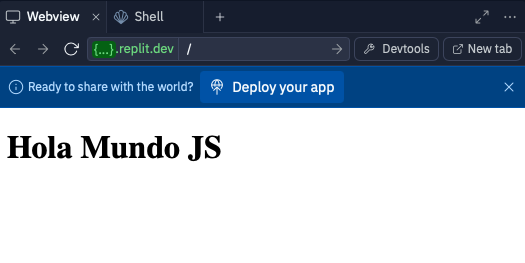 Webview
Shell
{...}.replit.dev /
Devtools
New tab
Ready to share with the world?
Deploy your app
Hola Mundo JS